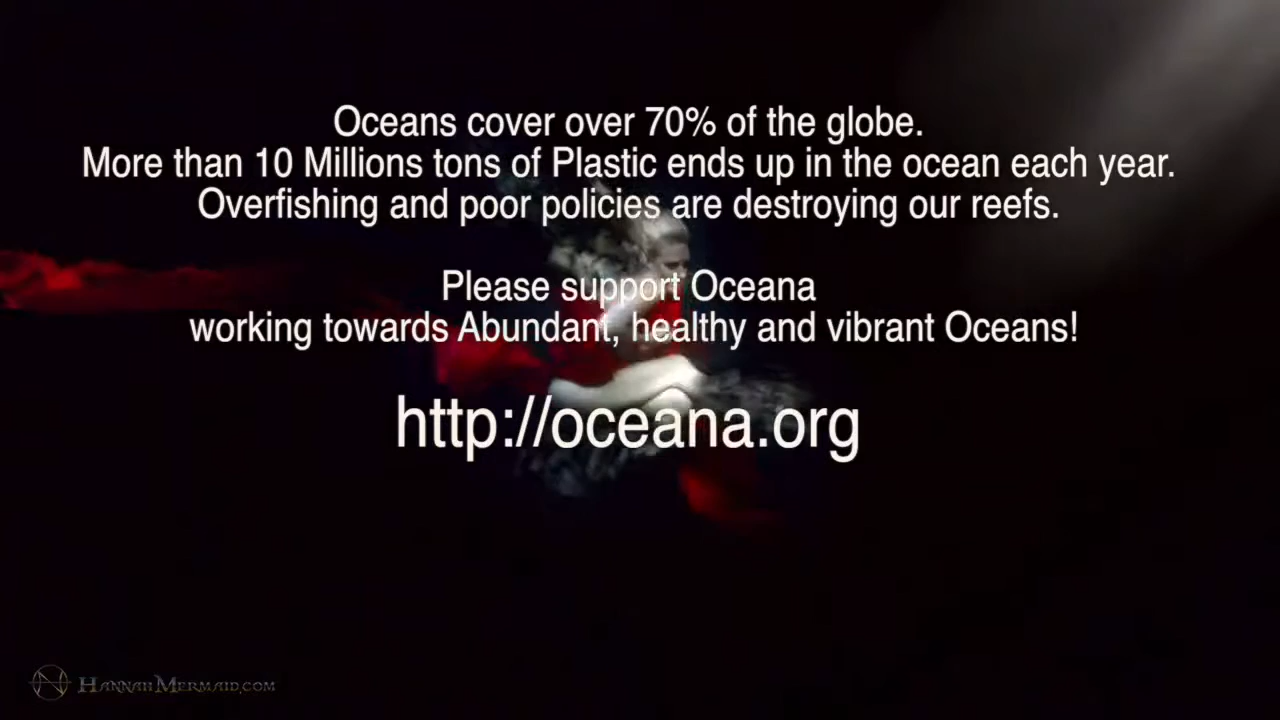 Oceans cover over 70% of the globe.
More than 10 Millions tons of Plastic ends up in the ocean each year.
Overfishing and poor policies are destroying our reefs.
Please support Oceana
working towards Abundant, healthy and vibrant Oceans!
http://oceana.org
HannahMermaid.com